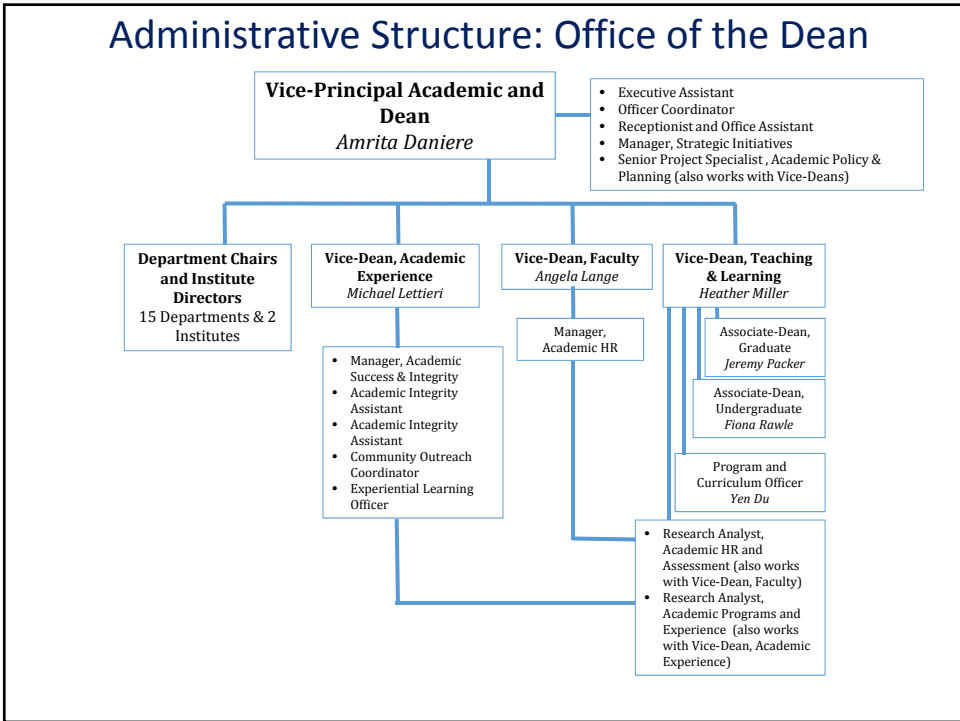 Administrative Structure: Office of the Dean
Vice-Principal Academic and
Dean
Amrita Daniere
• Executive Assistant
• Officer Coordinator
• Receptionist and Office Assistant
• Manager, Strategic Initiatives
• Senior Project Specialist , Academic Policy &
Planning (also works with Vice-Deans)
Department Chairs
and Institute
Directors
15 Departments & 2
Institutes
Vice-Dean, Academic
Experience
Michael Lettieri
Vice-Dean, Faculty
Angela Lange
Vice-Dean, Teaching
& Learning
Heather Miller
• Manager, Academic
Success & Integrity
• Academic Integrity
Assistant
• Academic Integrity
Assistant
• Community Outreach
Coordinator
• Experiential Learning
Officer
Manager,
Academic HR
Associate-Dean,
Graduate
Jeremy Packer
Associate-Dean,
Undergraduate
Fiona Rawle
Program and
Curriculum Officer
Yen Du
• Research Analyst,
Academic HR and
Assessment (also works
with Vice-Dean, Faculty)
• Research Analyst,
Academic Programs and
Experience (also works
with Vice-Dean, Academic
Experience)